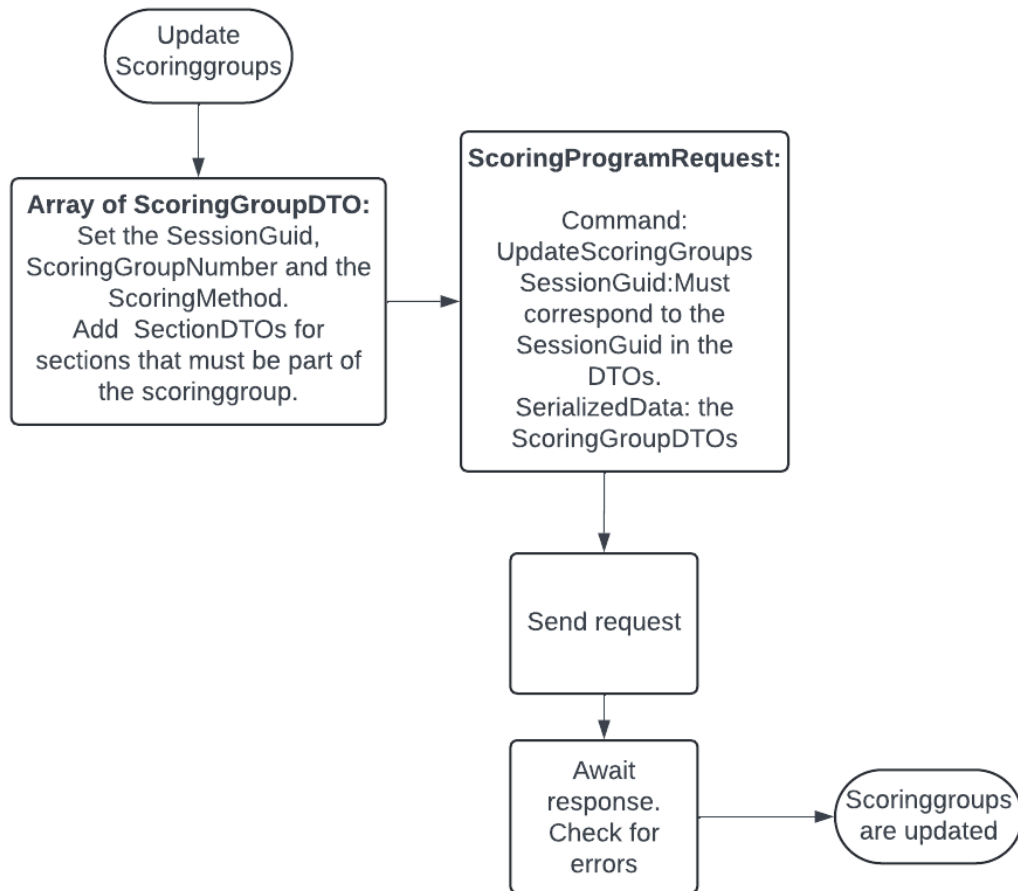 Update
Scoringgroups
Array of ScoringGroupDTO:
Set the SessionGuid,
ScoringGroupNumber and the
ScoringMethod.
Add  SectionDTOs for
sections that must be part of
the scoringgroup.
ScoringProgramRequest:
Command:
UpdateScoringGroups
SessionGuid:Must
correspond to the
SessionGuid in the
DTOs.
SerializedData: the
ScoringGroupDTOs
Send request
Await
response.
Check for
errors
Scoringgroups
are updated